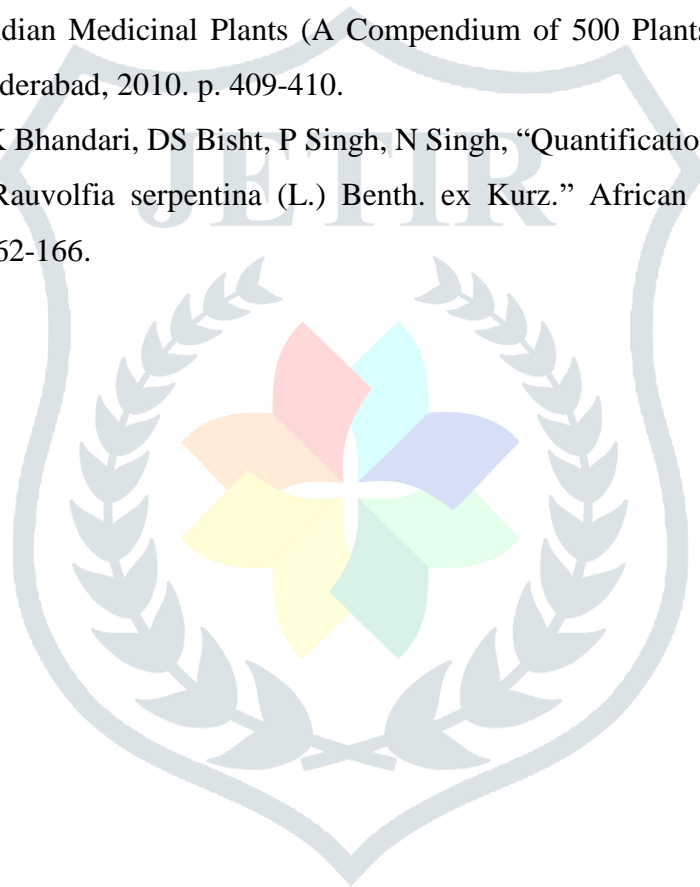 ndian Medicinal Plants (A Compendium of 500 Plants
derabad, 2010. p. 409-410.
K Bhandari, DS Bisht, P Singh, N Singh, “Quantificatio
Rauvolfia serpentina (L.) Benth. ex Kurz.” African
62-166.
JETIR